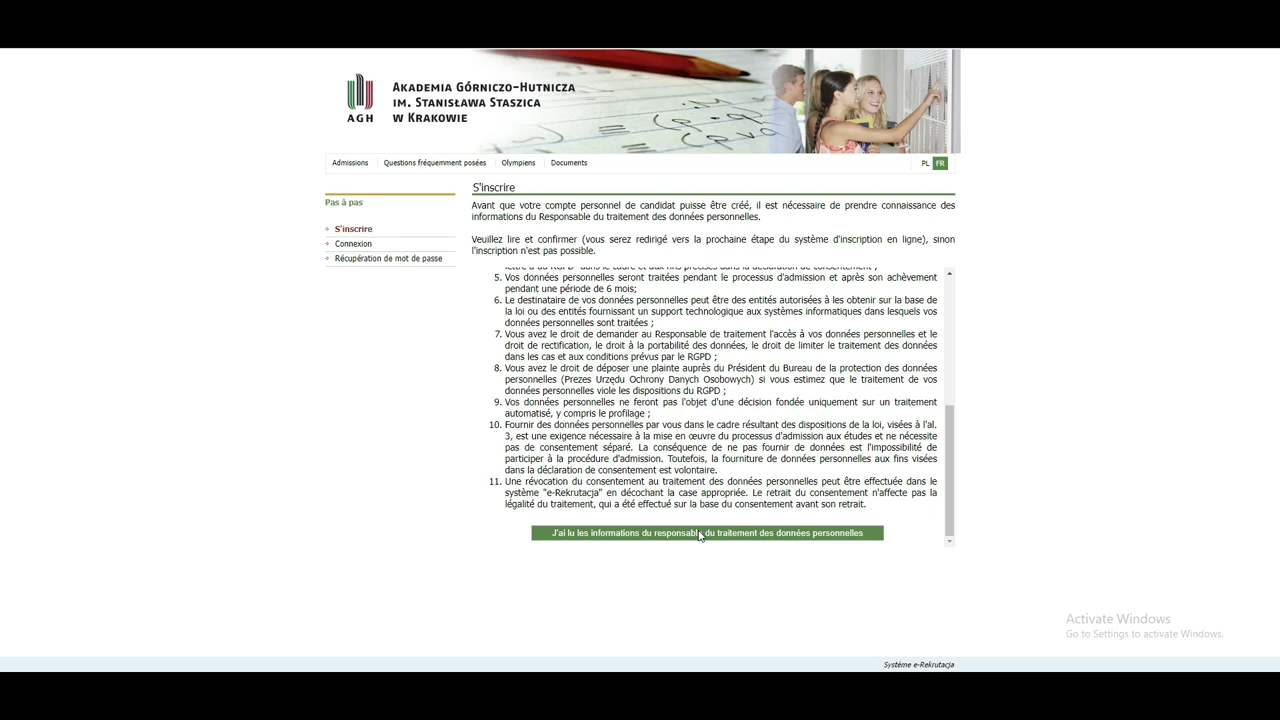 AKADEMIA GÓRNICZO-HUTNICZA
IM. STANISŁAWA STASZICA
W KRAKOWIE
AGH
Admissions
Questions fréquemment posées
Olympiens
Documents
PL
FR
Pas à pas
S'inscrire
Connexion
Récupération de mot de passe
S'inscrire
Avant que votre compte personnel de candidat puisse être créé, il est nécessaire de prendre connaissance des
informations du Responsable du traitement des données personnelles.
Veuillez lire et confirmer (vous serez redirigé vers la prochaine étape du système d'inscription en ligne), sinon
l'inscription n'est pas possible.
5. Vos données personnelles seront traitées pendant le processus d'admission et après son achèvement
pendant une période de 6 mois;
6. Le destinataire de vos données personnelles peut être des entités autorisées à les obtenir sur la base de
la loi ou des entités fournissant un support technologique aux systèmes informatiques dans lesquels vos
données personnelles sont traitées ;
7. Vous avez le droit de demander au Responsable de traitement l'accès à vos données personnelles et le
droit de rectification, le droit à la portabilité des données, le droit de limiter le traitement des données
dans les cas et aux conditions prévus par le RGPD ;
8. Vous avez le droit de déposer une plainte auprès du Président du Bureau de la protection des données
personnelles (Prezes Urzędu Ochrony Danych Osobowych) si vous estimez que le traitement de vos
données personnelles viole les dispositions du RGPD ;
9. Vos données personnelles ne feront pas l'objet d'une décision fondée uniquement sur un traitement
automatisé, y compris le profilage ;
10. Fournir des données personnelles par vous dans le cadre résultant des dispositions de la loi, visées à l'al.
3, est une exigence nécessaire à la mise en œuvre du processus d'admission aux études et ne nécessite
pas de consentement séparé. La conséquence de ne pas fournir de données est l'impossibilité de
participer à la procédure d'admission. Toutefois, la fourniture de données personnelles aux fins visées
dans la déclaration de consentement est volontaire.
11. Une révocation du consentement au traitement des données personnelles peut être effectuée dans le
système "e-Rekrutacja" en décochant la case appropriée. Le retrait du consentement n'affecte pas la
légalité du traitement, qui a été effectué sur la base du consentement avant son retrait.
J'ai lu les informations du responsable du traitement des données personnelles
Activate Windows
Go to Settings to activate Windows.
Système e-Rekrutacja